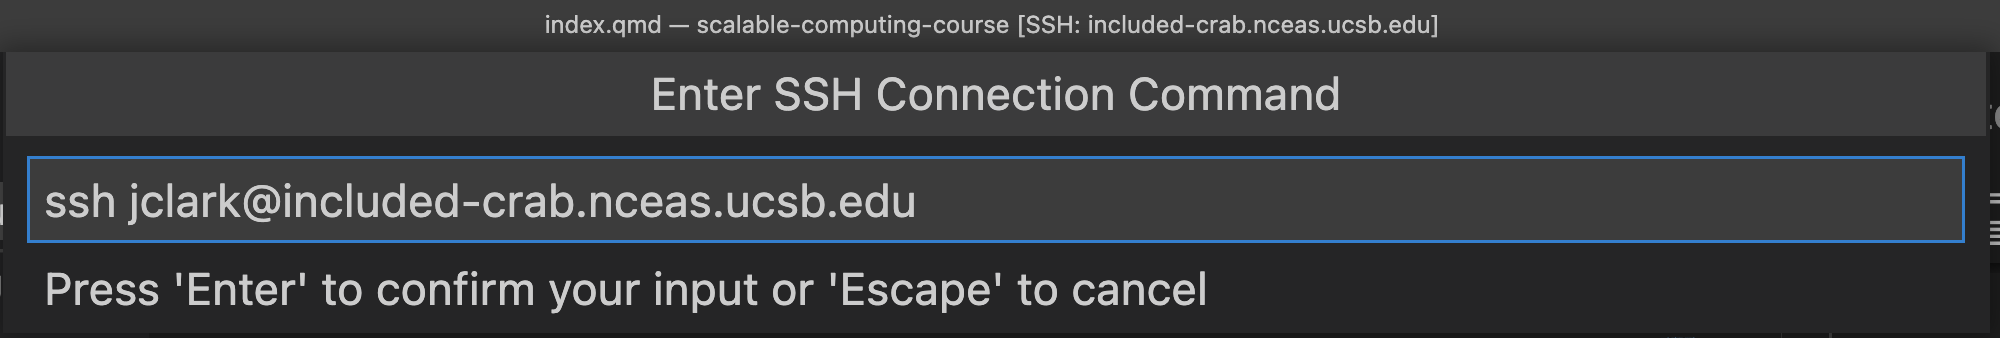 index.qmd — scalable-computing-course [SSH: included-crab.nceas.ucsb.edu]
Enter SSH Connection Command
ssh jclark@included-crab.nceas.ucsb.edu
Press 'Enter' to confirm your input or 'Escape' to cancel